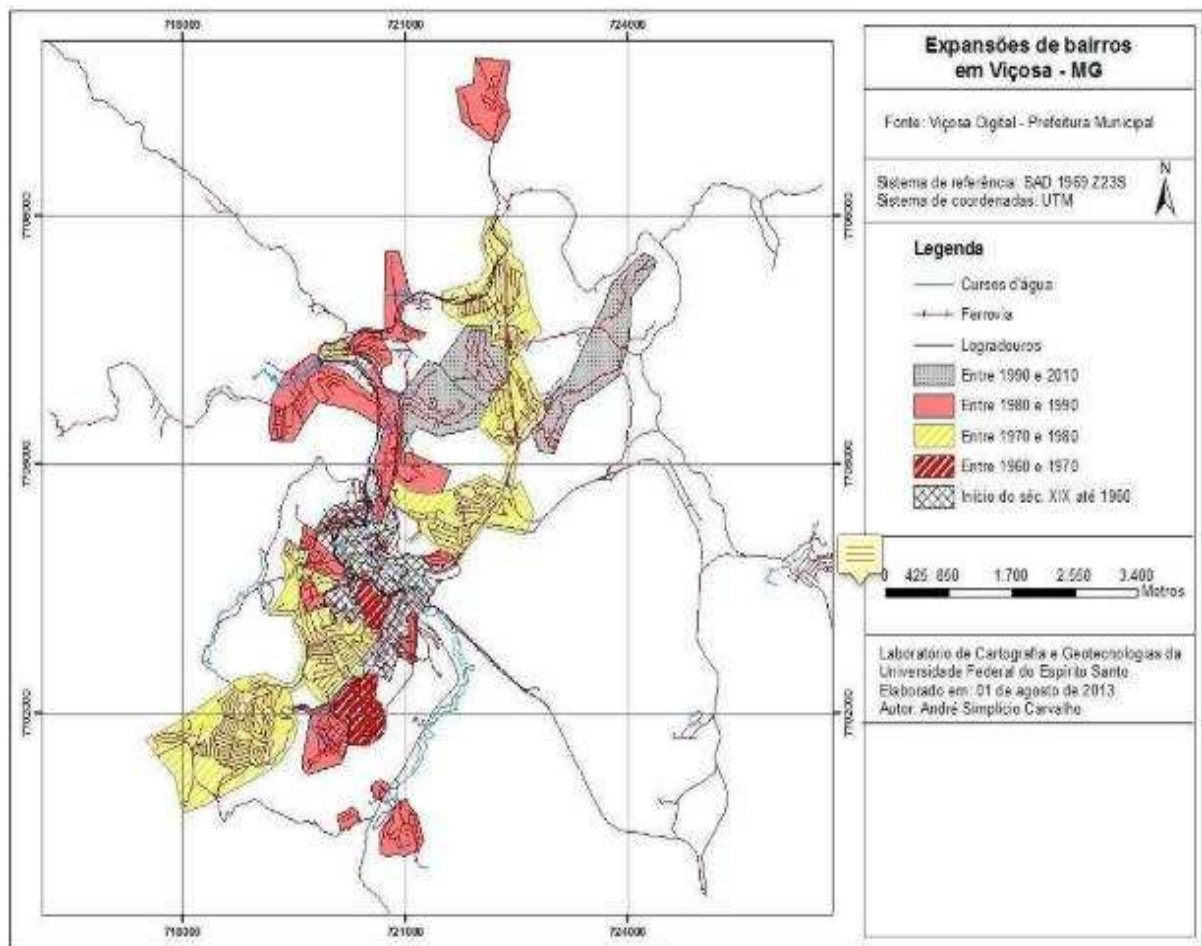 718000 721000 724000
Expansões de bairros
em Viçosa - MG
Fonte: Viçosa Digital - Prefeitura Municipal
Sistema de referência: SAD 1969 Z23S
Sistema de coordenadas: UTM
N
Legenda
Cursos d'água
Ferrovia
Logradouros
Entre 1990 e 2010
Entre 1980 e 1990
Entre 1970 e 1980
Entre 1960 e 1970
Início do séc. XIX até 1960
0 425 850 1.700 2.550 3.400
Metros
Laboratório de Cartografia e Geotecnologias da
Universidade Federal do Espírito Santo
Elaborado em: 01 de agosto de 2013
Autor: André Simplício Carvalho
7702000
7702000
718000 721000 724000